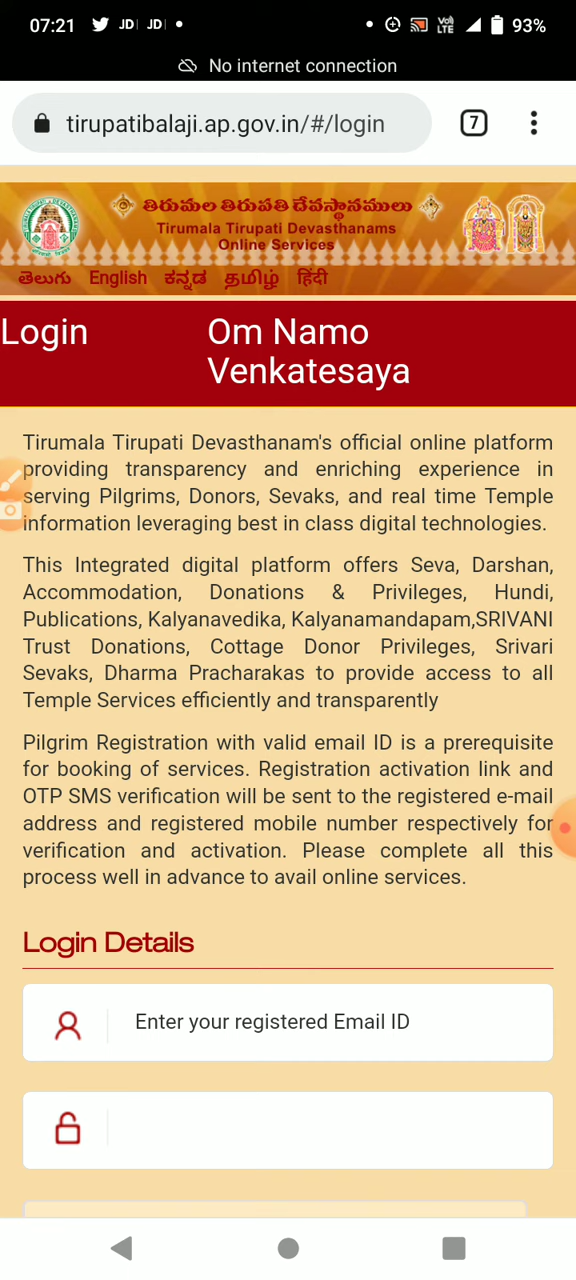 07:21 JD JD 93%
No internet connection
tirupatibalaji.ap.gov.in/#/login 7
తిరుమల తిరుపతి దేవస్థానములు
Tirumala Tirupati Devasthanams
Online Services
తెలుగు English ಕನ್ನಡ தமிழ் हिंदी
Login Om Namo
Venkatesaya
Tirumala Tirupati Devasthanam's official online platform
providing transparency and enriching experience in
serving Pilgrims, Donors, Sevaks, and real time Temple
information leveraging best in class digital technologies.
This Integrated digital platform offers Seva, Darshan,
Accommodation, Donations & Privileges, Hundi,
Publications, Kalyanavedika, Kalyanamandapam,SRIVANI
Trust Donations, Cottage Donor Privileges, Srivari
Sevaks, Dharma Pracharakas to provide access to all
Temple Services efficiently and transparently
Pilgrim Registration with valid email ID is a prerequisite
for booking of services. Registration activation link and
OTP SMS verification will be sent to the registered e-mail
address and registered mobile number respectively for
verification and activation. Please complete all this
process well in advance to avail online services.
Login Details
Enter your registered Email ID